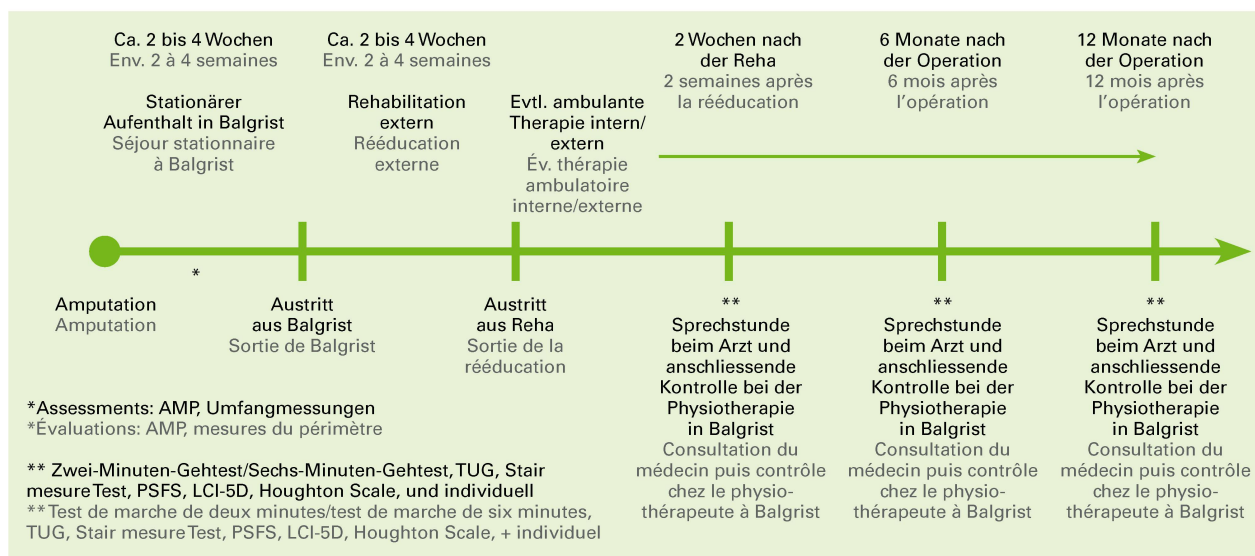 Ca. 2 bis 4 Wochen
Env. 2 à 4 semaines
Stationärer
Aufenthalt in Balgrist
Séjour stationnaire
à Balgrist
Ca. 2 bis 4 Wochen
Env. 2 à 4 semaines
Rehabilitation
extern
Rééducation
externe
Evtl. ambulante
Therapie intern/
extern
Év. thérapie
ambulatoire
interne/externe
2 Wochen nach
der Reha
2 semaines après
la rééducation
6 Monate nach
der Operation
6 mois après
l’opération
12 Monate nach
der Operation
12 mois après
l’opération
*
Amputation
Amputation
Austritt
aus Balgrist
Sortie de Balgrist
Austritt
aus Reha
Sortie de la
rééducation
**
Sprechstunde
beim Arzt und
anschliessende
Kontrolle bei der
Physiotherapie
in Balgrist
Consultation du
médecin puis contrôle
chez le physio-
thérapeute à Balgrist
**
Sprechstunde
beim Arzt und
anschliessende
Kontrolle bei der
Physiotherapie
in Balgrist
Consultation du
médecin puis contrôle
chez le physio-
thérapeute à Balgrist
**
Sprechstunde
beim Arzt und
anschliessende
Kontrolle bei der
Physiotherapie
in Balgrist
Consultation du
médecin puis contrôle
chez le physio-
thérapeute à Balgrist
*Assessments: AMP, Umfangmessungen
*Évaluations: AMP, mesures du périmètre
** Zwei-Minuten-Gehtest/Sechs-Minuten-Gehtest, TUG, Stair
mesure Test, PSFS, LCI-5D, Houghton Scale, und individuell
** Test de marche de deux minutes/test de marche de six minutes,
TUG, Stair mesure Test, PSFS, LCI-5D, Houghton Scale, + individuel